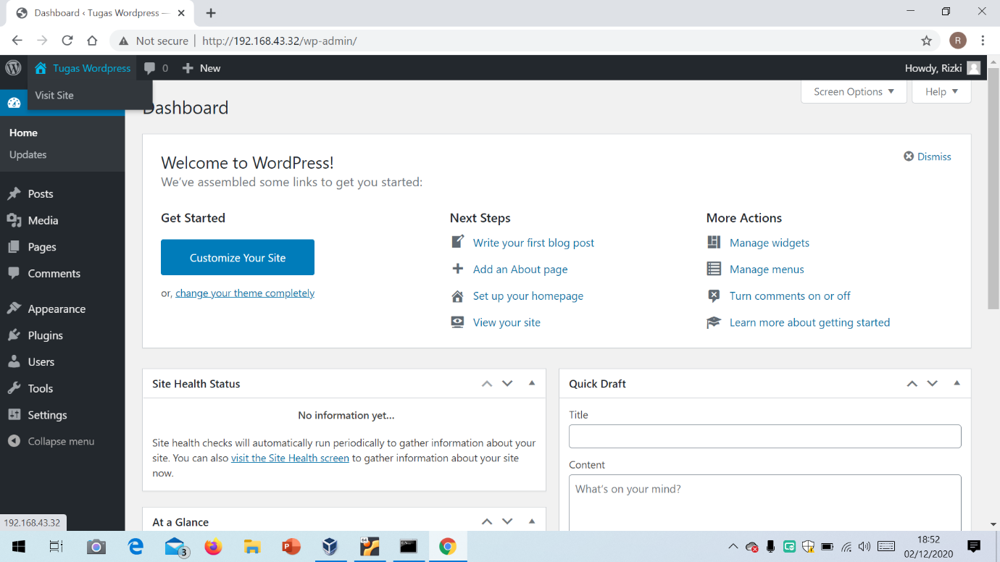 Dashboard ‹ Tugas Wordpress —
Not secure | http://192.168.43.32/wp-admin/
R
Tugas Wordpress
0
New
Howdy, Rizki
Visit Site
Screen Options
Help
Dashboard
Home
Updates
Posts
Media
Pages
Comments
Appearance
Plugins
Users
Tools
Settings
Collapse menu
Welcome to WordPress!
We've assembled some links to get you started:
Dismiss
Get Started
Customize Your Site
or, change your theme completely
Next Steps
Write your first blog post
Add an About page
Set up your homepage
View your site
More Actions
Manage widgets
Manage menus
Turn comments on or off
Learn more about getting started
Site Health Status
No information yet...
Site health checks will automatically run periodically to gather information about your
site. You can also visit the Site Health screen to gather information about your site
now.
At a Glance
Quick Draft
Title
Content
What's on your mind?
192.168.43.32
3
64
18:52
02/12/2020